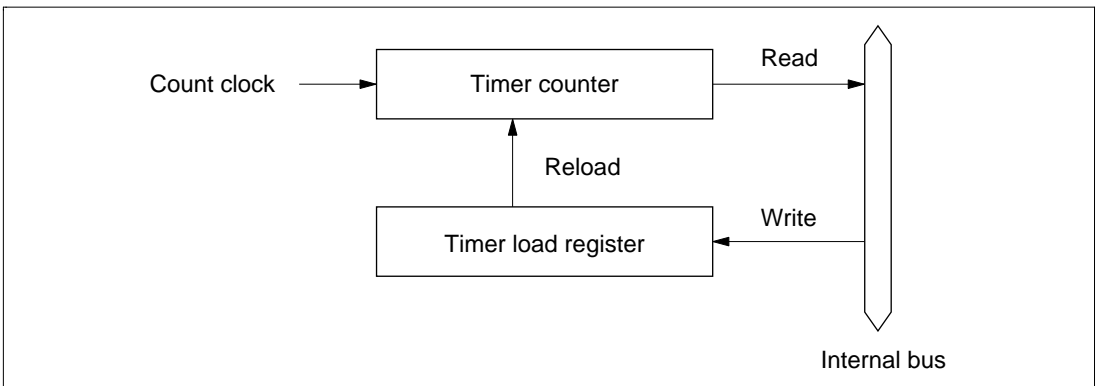 Read
Count clock
Timer counter
Reload
Write
Timer load register
Internal bus